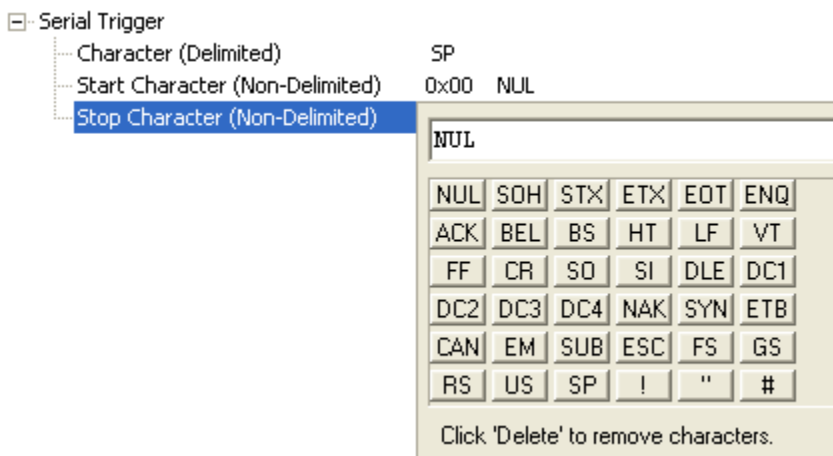 Serial Trigger
Character (Delimited) SP
Start Character (Non-Delimited) 0x00 NUL
Stop Character (Non-Delimited)
NUL
NUL SOH STX ETX EOT ENQ
ACK BEL BS HT LF VT
FF CR SO SI DLE DC1
DC2 DC3 DC4 NAK SYN ETB
CAN EM SUB ESC FS GS
RS US SP ! " #
Click 'Delete' to remove characters.